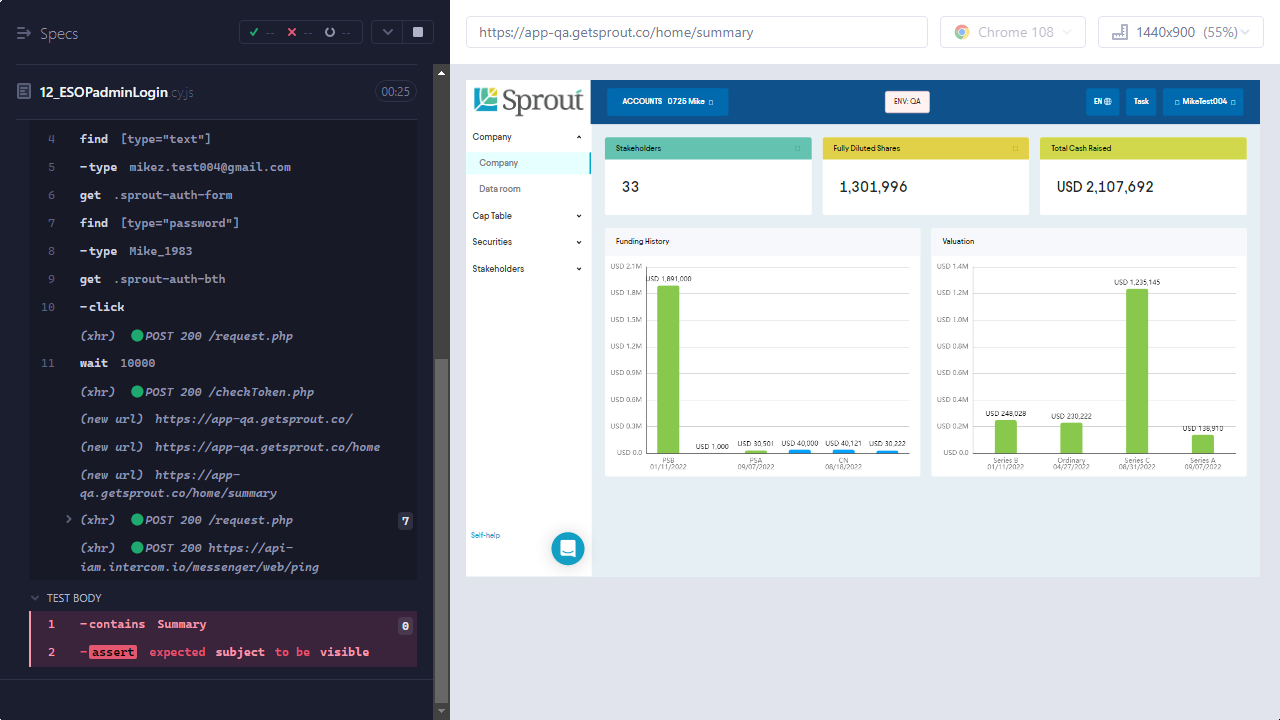 Specs
--
--
--
https://app-qa.getsprout.co/home/summary
Chrome 108
1440x900 (55%)
12_ESOPadminLogin.cy.js
00:25
4 find [type="text"]
5 -type mikez.test004@gmail.com
6 get .sprout-auth-form
7 find [type="password"]
8 -type Mike_1983
9 get .sprout-auth-bth
10 -click
(xhr) POST 200 /request.php
11 wait 10000
(xhr) POST 200 /checkToken.php
(new url) https://app-qa.getsprout.co/
(new url) https://app-qa.getsprout.co/home
(new url) https://app-
qa.getsprout.co/home/summary
(xhr) POST 200 /request.php 7
(xhr) POST 200 https://api-
iam.intercom.io/messenger/web/ping
TEST BODY
1 -contains Summary 0
2 -assert expected subject to be visible
Sprout
ACCOUNTS 0725 Mike
ENV: QA
EN
Task
MikeTest004
Company
Company
Data room
Cap Table
Securities
Stakeholders
Self-help
Stakeholders
33
Fully Diluted Shares
1,301,996
Total Cash Raised
USD 2,107,692
Funding History
USD 2.1M
USD 1.8M
USD 1.5M
USD 1.2M
USD 0.9M
USD 0.6M
USD 0.3M
USD 0.0
USD 1,891,000
USD 1,000
USD 30,501
USD 40,000
USD 40,121
USD 30,222
PSB
01/11/2022
PSA
09/07/2022
CN
08/18/2022
Valuation
USD 1.4M
USD 1.2M
USD 1.0M
USD 0.8M
USD 0.6M
USD 0.4M
USD 0.2M
USD 0.0
USD 248,028
USD 230,222
USD 1,235,145
USD 138,910
Series B
01/11/2022
Ordinary
04/27/2022
Series C
08/31/2022
Series A
09/07/2022